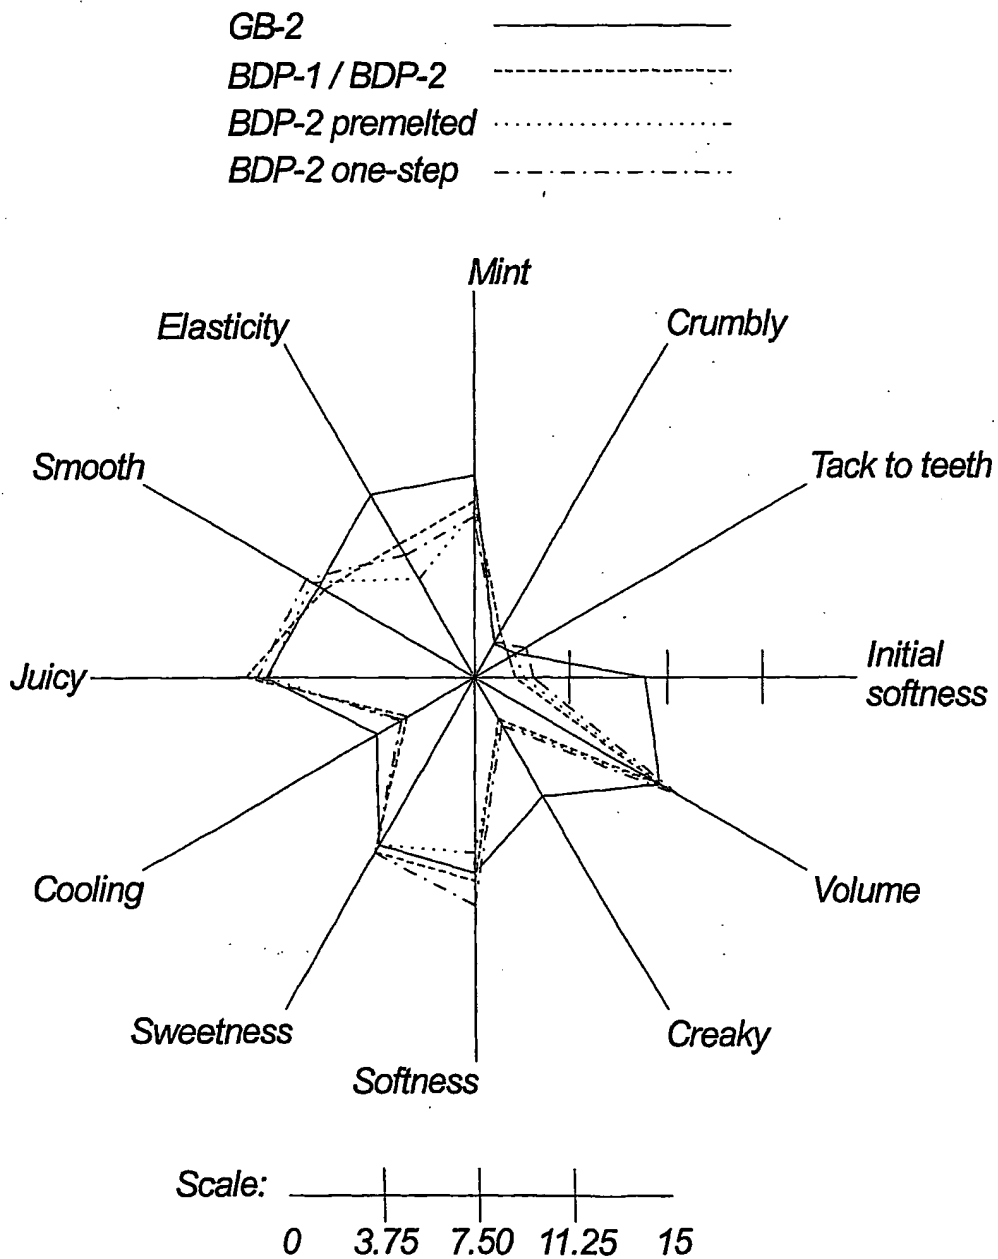 GB-2
BDP-1 / BDP-2
BDP-2 premelted
BDP-2 one-step
Mint
Elasticity
Crumbly
Smooth
Tack to teeth
Juicy
Initial
softness
Cooling
Volume
Sweetness
Creaky
Softness
Scale:
0 3.75 7.50 11.25 15